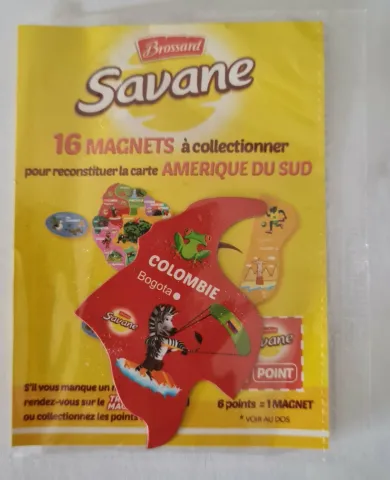 Brossard
Savane
16 MAGNETS à collectionner
pour reconstituer la carte AMERIQUE DU SUD
COLOMBIE
Bogota
Savane
POINT
S'il vous manque un
rendez-vous sur le
ou collectionnez les points
6 points = 1 MAGNET
* VOIR AU DOS